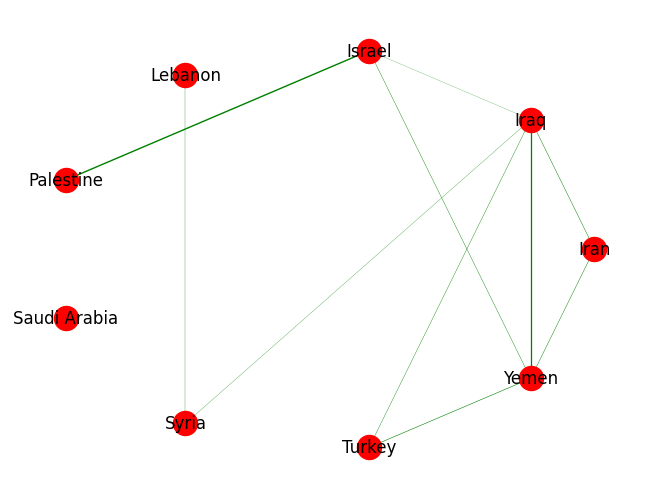 Israel
Lebanon
Iraq
Palestine
Iran
Saudi Arabia
Yemen
Syria
Turkey